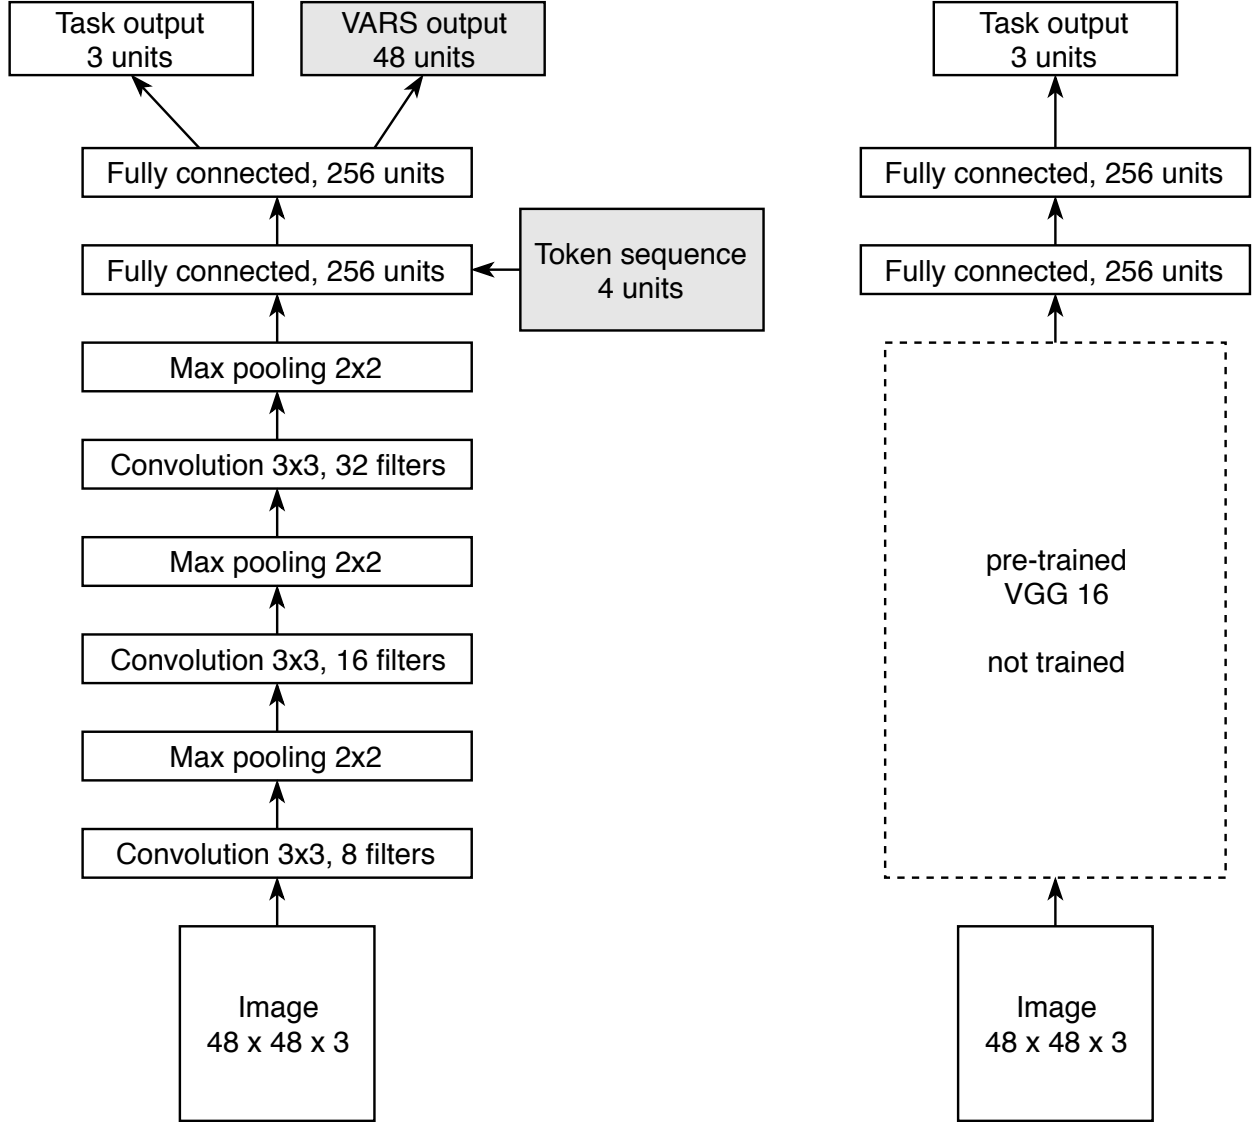 Task output
3 units
VARS output
48 units
Fully connected, 256 units
Fully connected, 256 units
Token sequence
4 units
Max pooling 2x2
Convolution 3x3, 32 filters
Max pooling 2x2
Convolution 3x3, 16 filters
Max pooling 2x2
Convolution 3x3, 8 filters
Image
48 x 48 x 3
Task output
3 units
Fully connected, 256 units
Fully connected, 256 units
pre-trained
VGG 16
not trained
Image
48 x 48 x 3